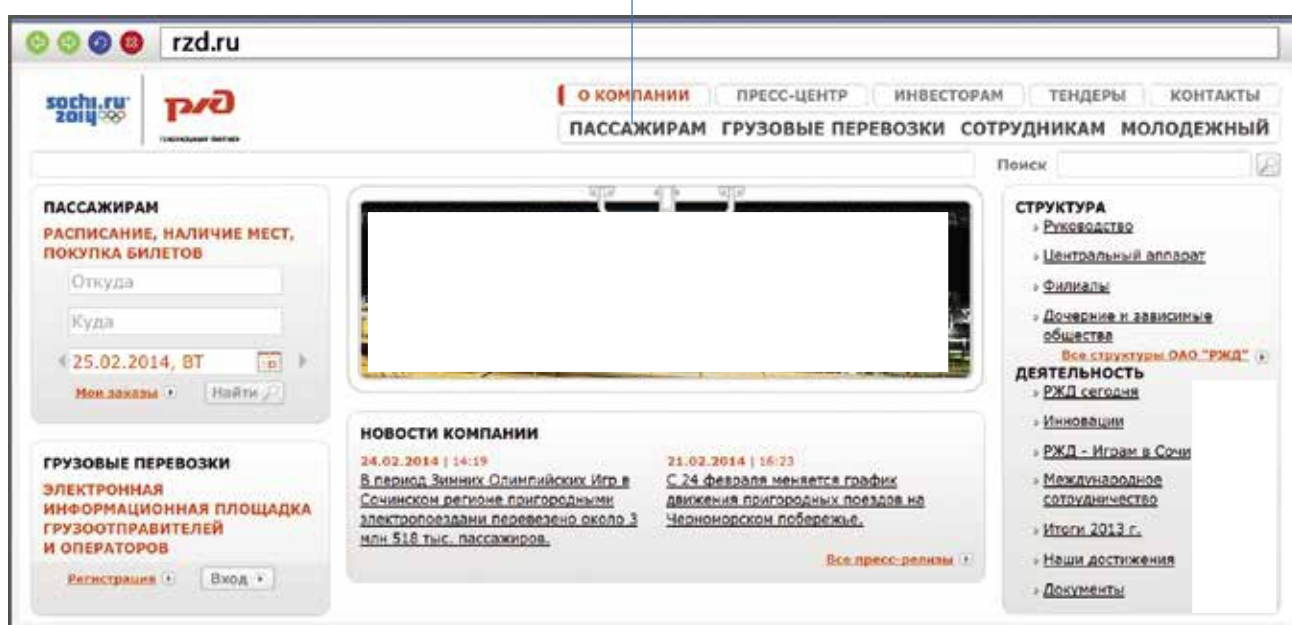 rzd.ru
sochi.ru
2014
ржд
О КОМПАНИИ ПРЕСС-ЦЕНТР ИНВЕСТОРАМ ТЕНДЕРЫ КОНТАКТЫ
ПАССАЖИРАМ ГРУЗОВЫЕ ПЕРЕВОЗКИ СОТРУДНИКАМ МОЛОДЕЖНЫЙ
Поиск
ПАССАЖИРАМ
РАСПИСАНИЕ, НАЛИЧИЕ МЕСТ,
ПОКУПКА БИЛЕТОВ
Откуда
Куда
25.02.2014, ВТ
Мои заказы Найти
ГРУЗОВЫЕ ПЕРЕВОЗКИ
ЭЛЕКТРОННАЯ
ИНФОРМАЦИОННАЯ ПЛОЩАДКА
ГРУЗООТПРАВИТЕЛЕЙ
И ОПЕРАТОРОВ
Регистрация Вход
НОВОСТИ КОМПАНИИ
24.02.2014 | 14:19
В период Зимних Олимпийских Игр в
Сочинском регионе пригородными
электропоездами перевезено около 3
млн 518 тыс. пассажиров.
21.02.2014 | 16:23
С 24 февраля меняется график
движения пригородных поездов на
Черноморском побережье.
Все пресс-релизы
СТРУКТУРА
Руководство
Центральный аппарат
Филиалы
Дочерние и зависимые
общества
Все структуры ОАО "РЖД"
ДЕЯТЕЛЬНОСТЬ
РЖД сегодня
Инновации
РЖД - Играм в Сочи
Международное
сотрудничество
Итоги 2013 г.
Наши достижения
Документы